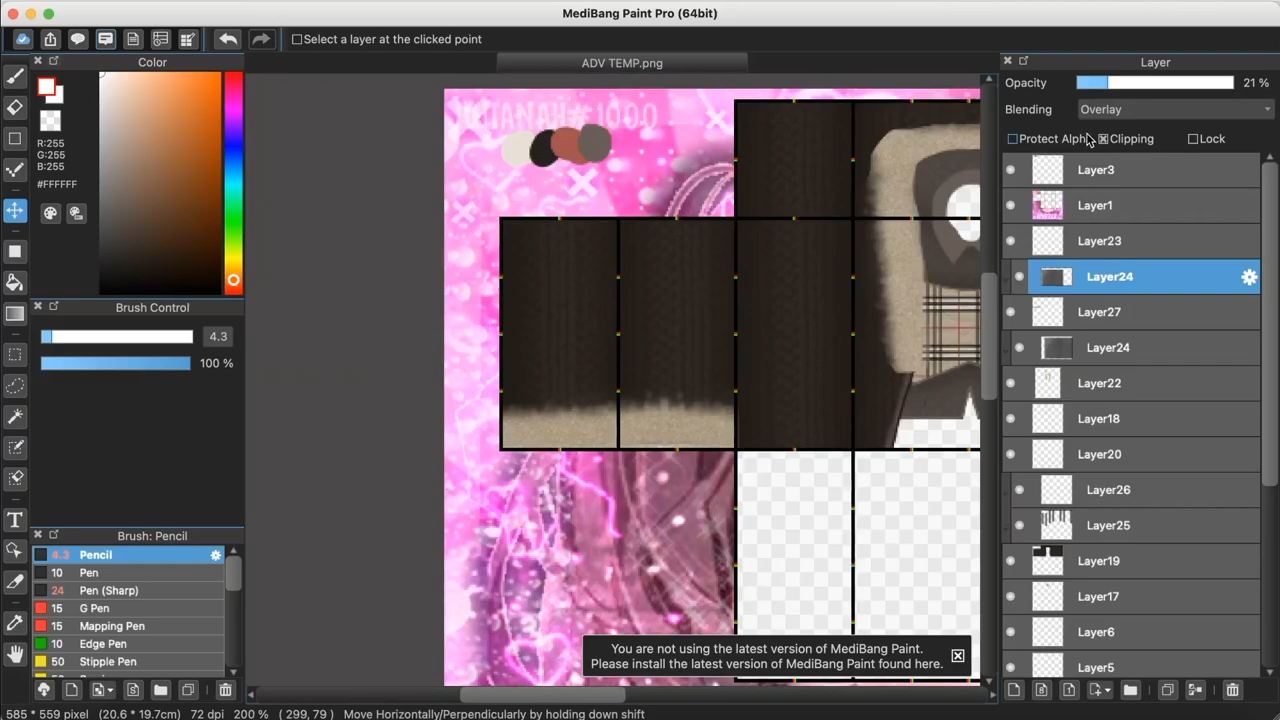 MediBang Paint Pro (64bit)
Select a layer at the clicked point
Color
ADV TEMP.png
Layer
R:255
G:255
B:255
#FFFFFF
Brush Control
4.3
100 %
Brush: Pencil
4.3 Pencil
10 Pen
24 Pen (Sharp)
15 G Pen
15 Mapping Pen
10 Edge Pen
50 Stipple Pen
#1000
Opacity 21 %
Blending Overlay
Protect Alph Clipping Lock
Layer3
Layer1
Layer23
Layer24
Layer27
Layer24
Layer22
Layer18
Layer20
Layer26
Layer25
Layer19
Layer17
Layer6
Layer5
You are not using the latest version of MediBang Paint.
Please install the latest version of MediBang Paint found here.
585 * 559 pixel (20.6 * 19.7cm) 72 dpi 200 % ( 299, 79 ) Move Horizontally/Perpendicularly by holding down shift